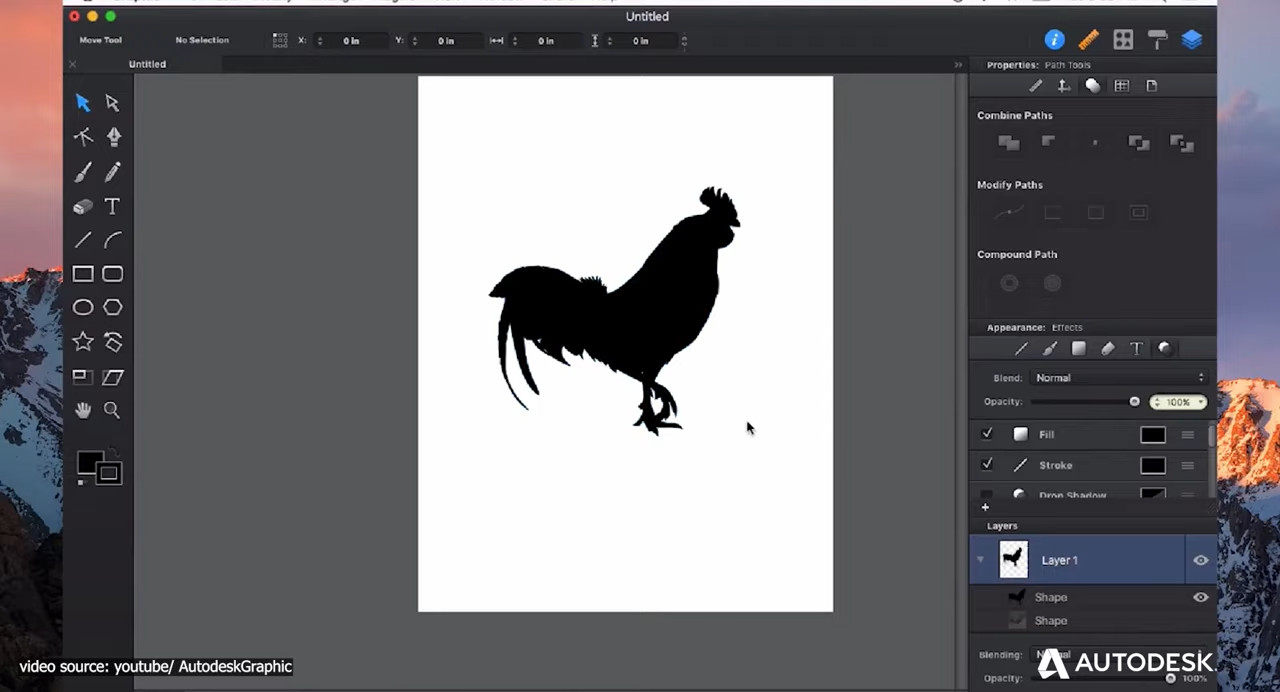 Untitled
Move Tool No Selection X: 0 in Y: 0 in 0 in 0 in
Untitled
Properties: Path Tools
Combine Paths
Modify Paths
Compound Path
Appearance: Effects
Blend: Normal
Opacity: 100%
Fill
Stroke
Drop Shadow
Layers
Layer 1
Shape
Shape
Blending: Normal
Opacity: 100%
AUTODESK.
video source: youtube/ AutodeskGraphic